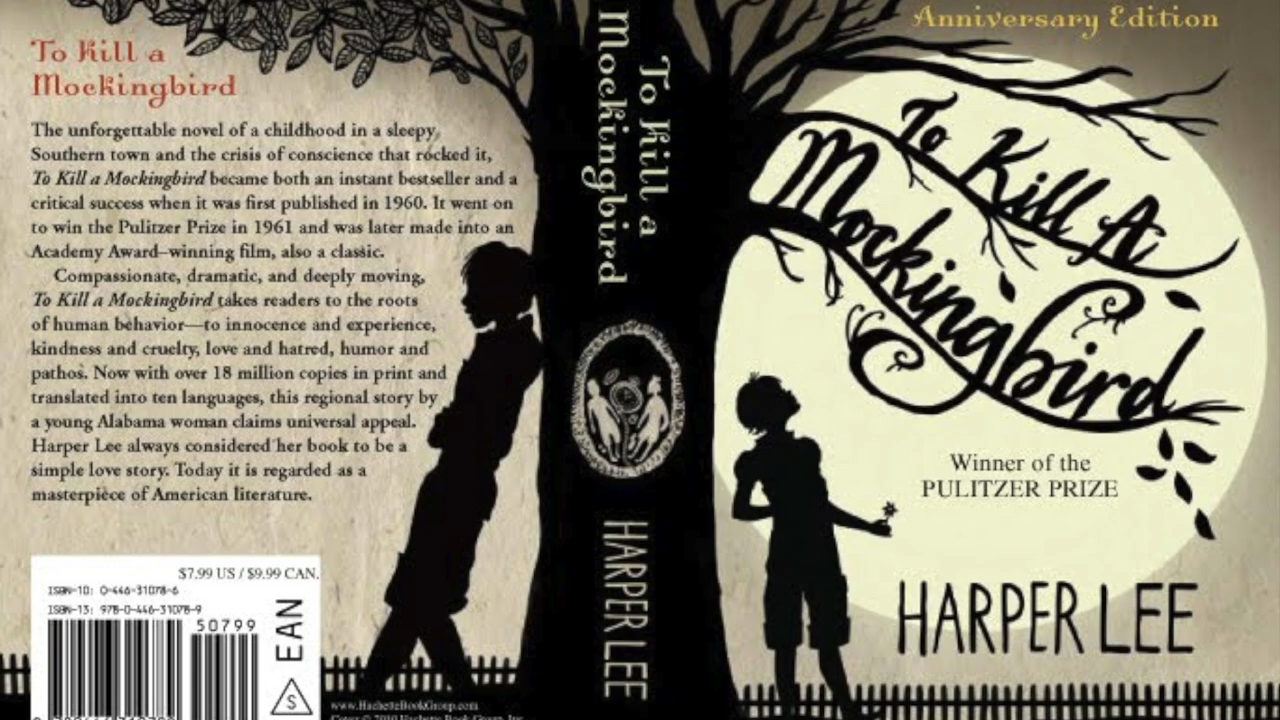 To Kill a
Mockingbird
The unforgettable novel of a childhood in a sleepy
Southern town and the crisis of conscience that rocked it,
To Kill a Mockingbird became both an instant bestseller and a
critical success when it was first published in 1960. It went on
to win the Pulitzer Prize in 1961 and was later made into an
Academy Award–winning film, also a classic.
Compassionate, dramatic, and deeply moving,
To Kill a Mockingbird takes readers to the roots
of human behavior—to innocence and experience,
kindness and cruelty, love and hatred, humor and
pathos. Now with over 18 million copies in print and
translated into ten languages, this regional story by
a young Alabama woman claims universal appeal.
Harper Lee always considered her book to be a
simple love story. Today it is regarded as a
masterpiece of American literature.
$7.99 US / $9.99 CAN.
ISBN-10: 0-446-31078-6
ISBN-13: 978-0-446-31078-9
50799
EAN
S
www.HachetteBookGroup.com
Cover © 2010 Hachette Book Group, Inc.
To Kill a
Mockingbird
HARPER LEE
Anniversary Edition
To Kill A
Mockingbird
Winner of the
PULITZER PRIZE
HARPER LEE